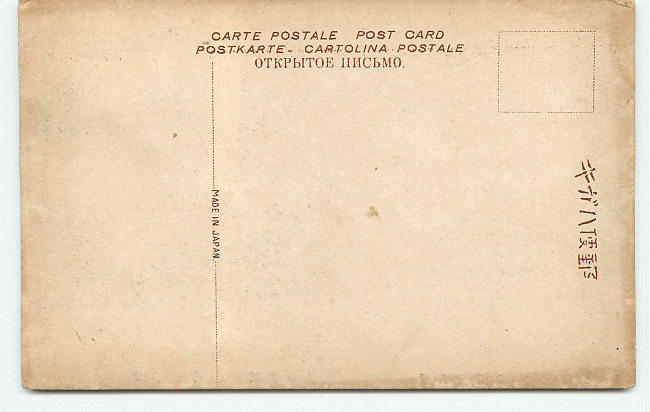 CARTE POSTALE POST CARD
POSTKARTE - CARTOLINA POSTALE
ОТКРЫТОЕ ПИСЬМО.
MADE IN JAPAN.
郵便ハガキ